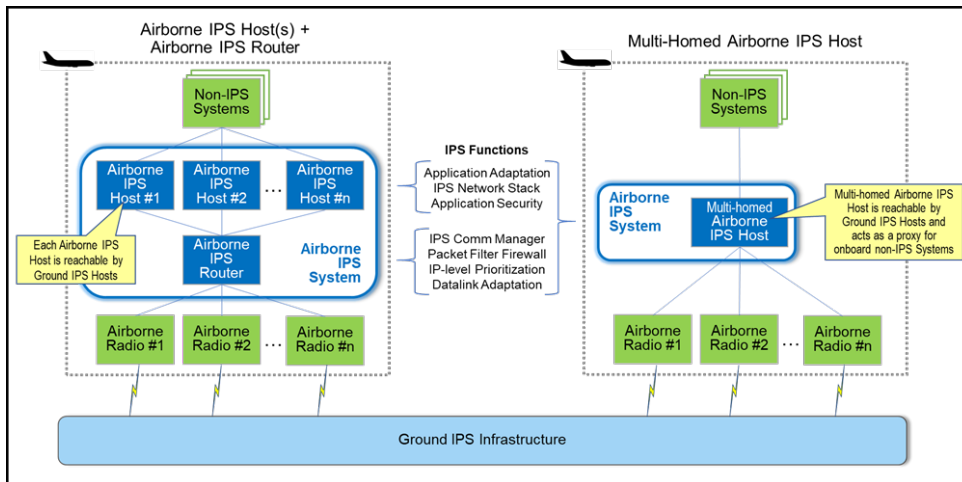 Airborne IPS Host(s) +
Airborne IPS Router
Non-IPS
Systems
Airborne
IPS
Host #1
Airborne
IPS
Host #2
...
Airborne
IPS
Host #n
Each Airborne IPS
Host is reachable by
Ground IPS Hosts
Airborne
IPS
Router
Airborne
IPS
System
Airborne
Radio #1
Airborne
Radio #2
...
Airborne
Radio #n
IPS Functions
Application Adaptation
IPS Network Stack
Application Security
IPS Comm Manager
Packet Filter Firewall
IP-level Prioritization
Datalink Adaptation
Multi-Homed Airborne IPS Host
Non-IPS
Systems
Airborne
IPS
System
Multi-homed
Airborne
IPS Host
Multi-homed Airborne IPS
Host is reachable by
Ground IPS Hosts and
acts as a proxy for
onboard non-IPS Systems
Airborne
Radio #1
Airborne
Radio #2
...
Airborne
Radio #n
Ground IPS Infrastructure